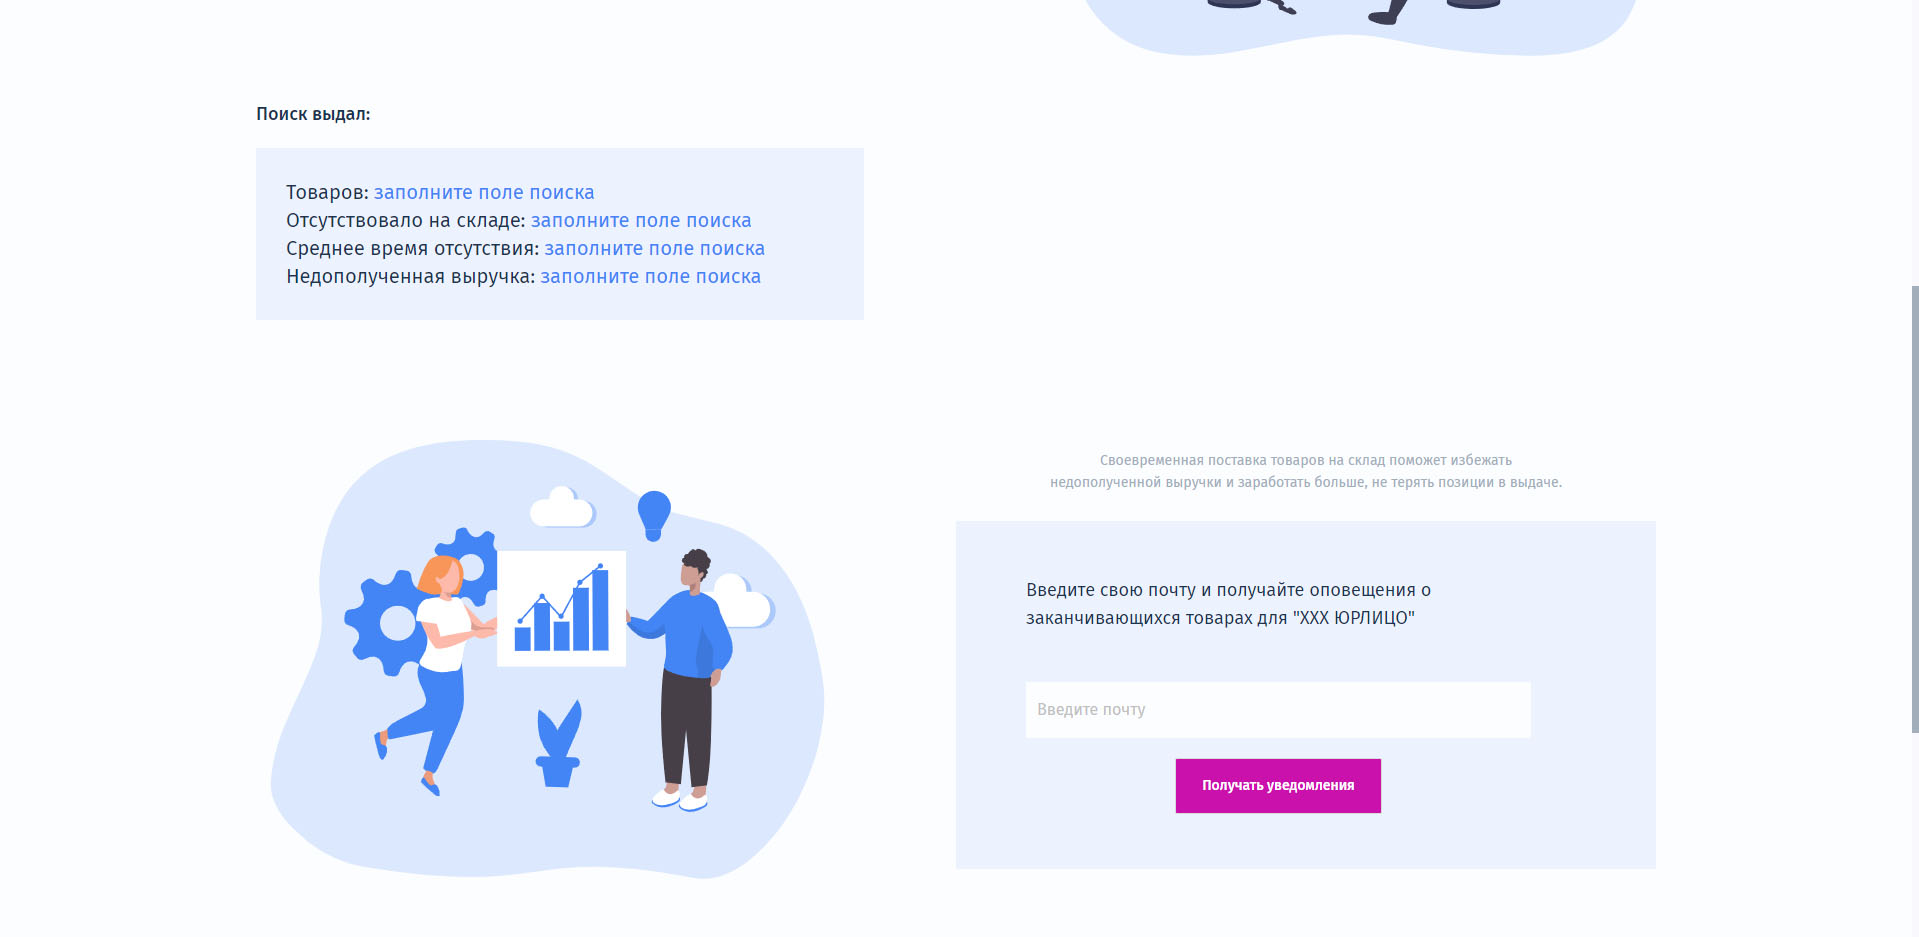 Поиск выдал:
Товаров: заполните поле поиска
Отсутствовало на складе: заполните поле поиска
Среднее время отсутствия: заполните поле поиска
Недополученная выручка: заполните поле поиска
Своевременная поставка товаров на склад поможет избежать
недополученной выручки и заработать больше, не терять позиции в выдаче.
Введите свою почту и получайте оповещения о
заканчивающихся товарах для "XXX ЮРЛИЦО"
Введите почту
Получать уведомления